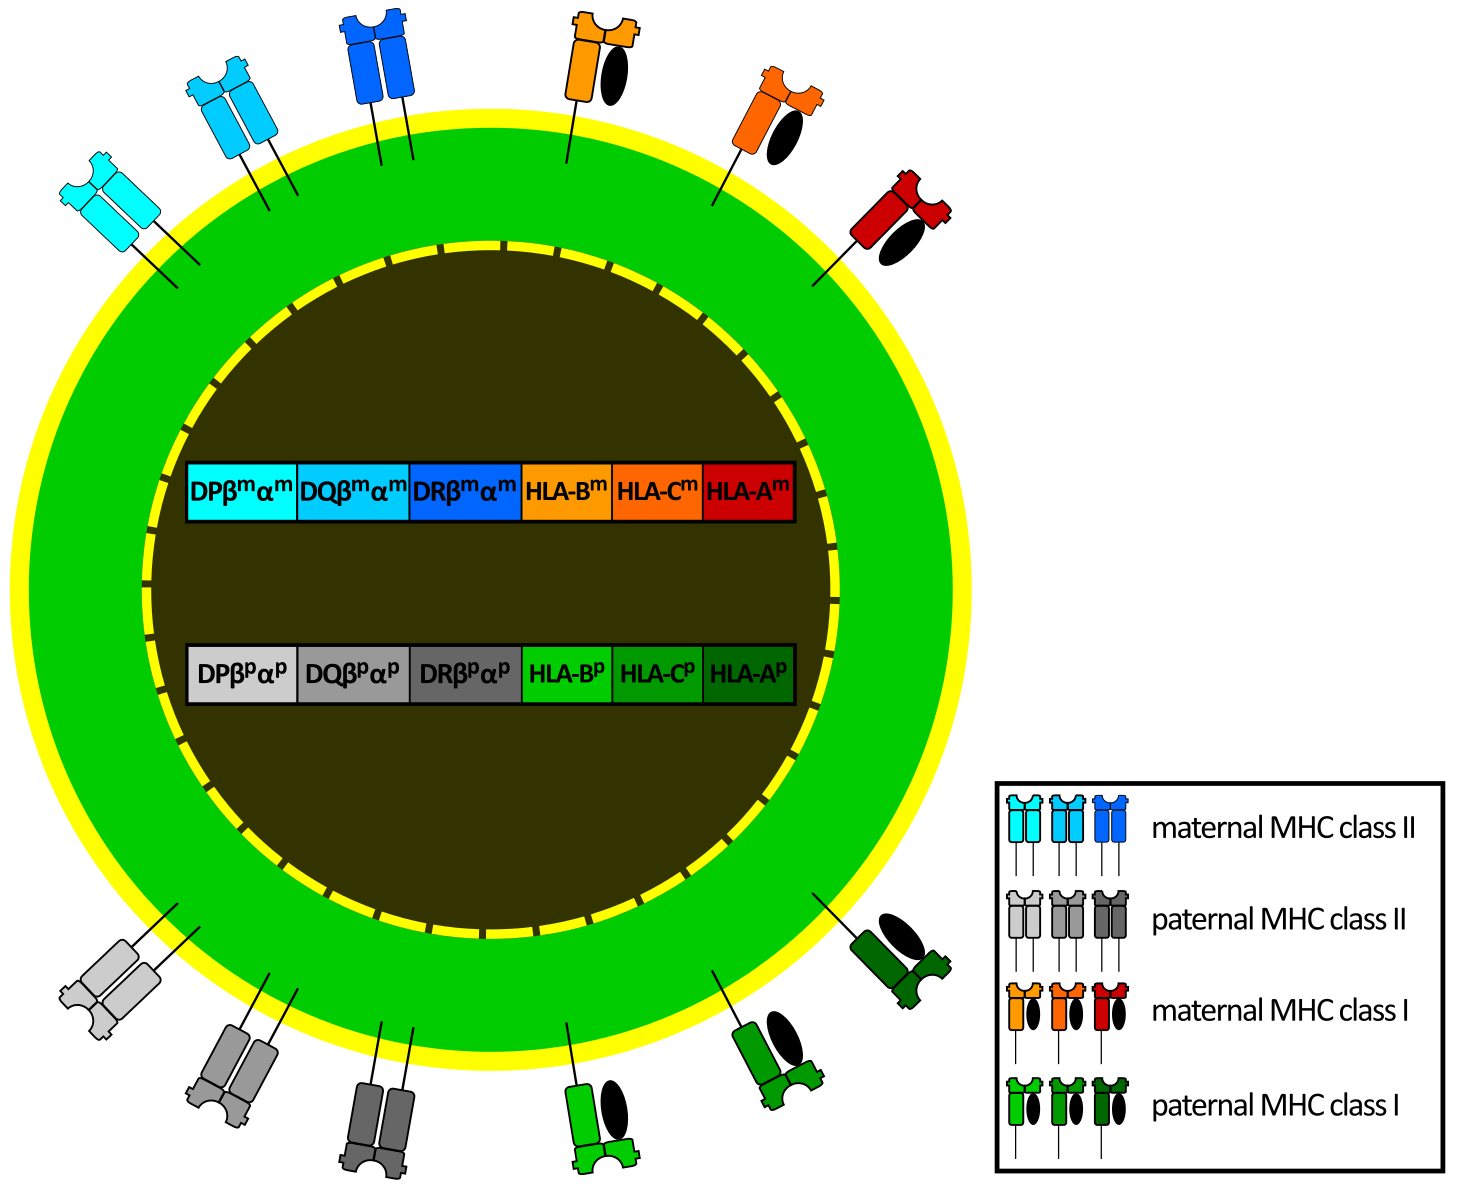 DPβᵐαᵐ DQβᵐαᵐ DRβᵐαᵐ HLA-Bᵐ HLA-Cᵐ HLA-Aᵐ
DPβᵖαᵖ DQβᵖαᵖ DRβᵖαᵖ HLA-Bᵖ HLA-Cᵖ HLA-Aᵖ
maternal MHC class II
paternal MHC class II
maternal MHC class I
paternal MHC class I